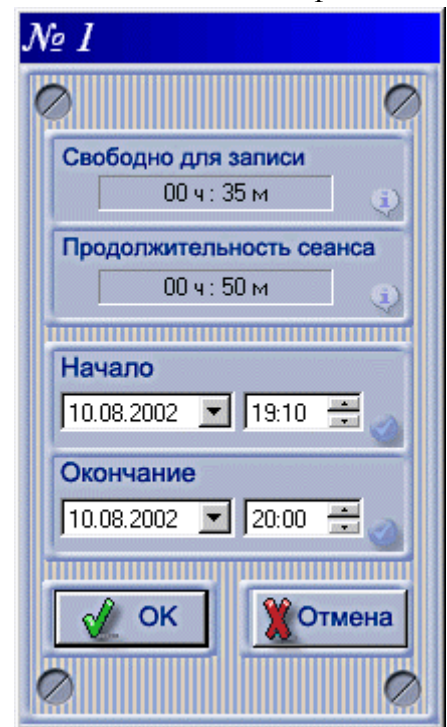 № 1
Свободно для записи
00 ч : 35 м
Продолжительность сеанса
00 ч : 50 м
Начало
10.08.2002 19:10
Окончание
10.08.2002 20:00
OK Отмена